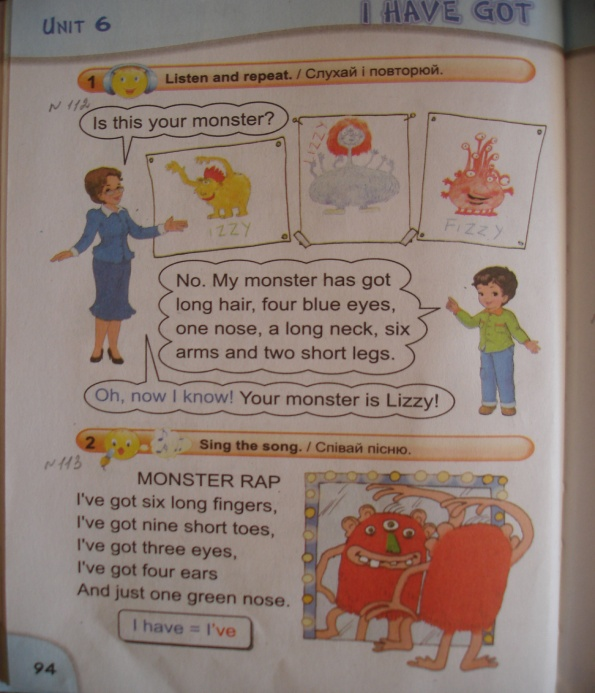 UNIT 6
I HAVE GOT
1 Listen and repeat. / Слухай і повторюй.
N 112
Is this your monster?
IZZY
LIZZY
FIZZY
No. My monster has got
long hair, four blue eyes,
one nose, a long neck, six
arms and two short legs.
Oh, now I know! Your monster is Lizzy!
2 Sing the song. / Співай пісню.
N 113
MONSTER RAP
I've got six long fingers,
I've got nine short toes,
I've got three eyes,
I've got four ears
And just one green nose.
I have = I've
94